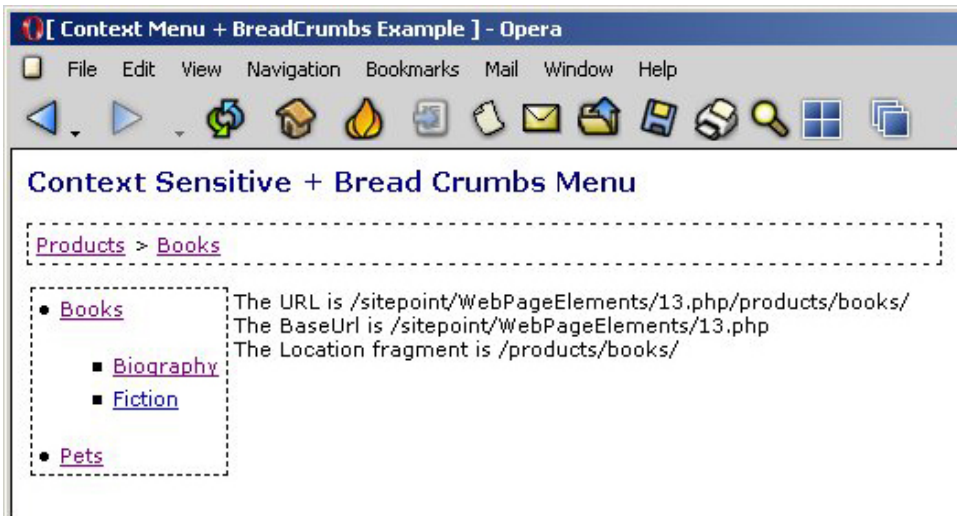 [ Context Menu + BreadCrumbs Example ] - Opera
File Edit View Navigation Bookmarks Mail Window Help
Context Sensitive + Bread Crumbs Menu
Products > Books
Books
Biography
Fiction
Pets
The URL is /sitepoint/WebPageElements/13.php/products/books/
The BaseUrl is /sitepoint/WebPageElements/13.php
The Location fragment is /products/books/